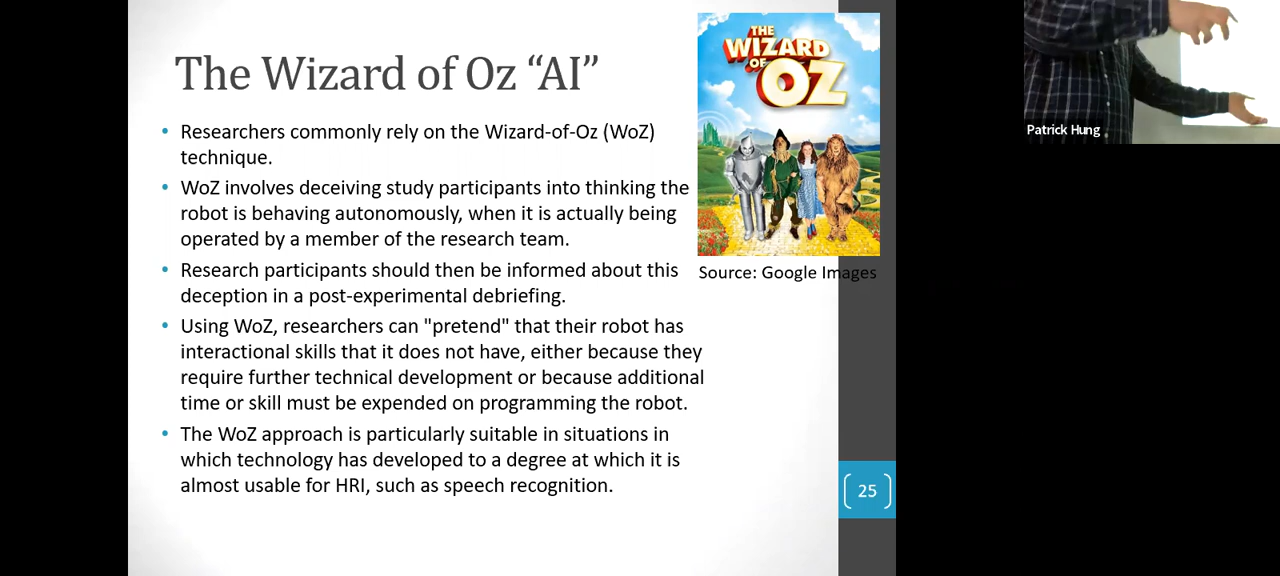 The Wizard of Oz “AI”
• Researchers commonly rely on the Wizard-of-Oz (WoZ)
technique.
• WoZ involves deceiving study participants into thinking the
robot is behaving autonomously, when it is actually being
operated by a member of the research team.
• Research participants should then be informed about this
deception in a post-experimental debriefing.
• Using WoZ, researchers can "pretend" that their robot has
interactional skills that it does not have, either because they
require further technical development or because additional
time or skill must be expended on programming the robot.
• The WoZ approach is particularly suitable in situations in
which technology has developed to a degree at which it is
almost usable for HRI, such as speech recognition.
THE
WIZARD
OF
OZ
Source: Google Images
25
Patrick Hung